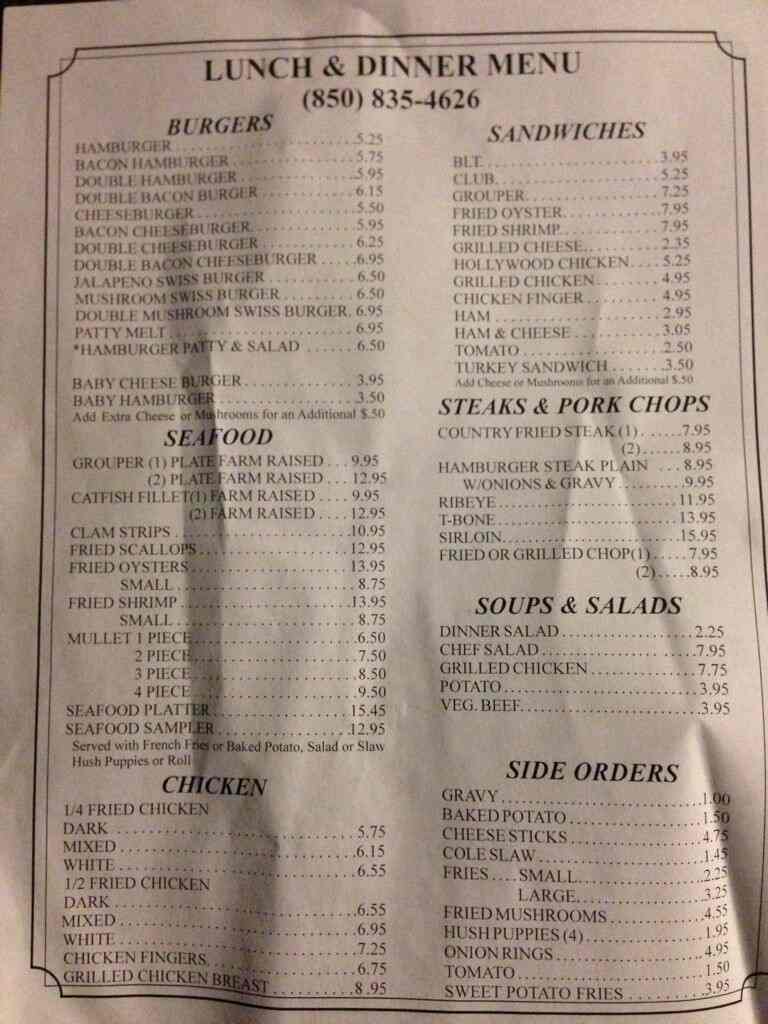 LUNCH & DINNER MENU
(850) 835-4626
BURGERS
HAMBURGER 5.25
BACON HAMBURGER 5.75
DOUBLE HAMBURGER 5.95
DOUBLE BACON BURGER 6.15
CHEESEBURGER 5.50
BACON CHEESEBURGER 5.95
DOUBLE CHEESEBURGER 6.25
DOUBLE BACON CHEESEBURGER 6.95
JALAPENO SWISS BURGER 6.50
MUSHROOM SWISS BURGER 6.50
DOUBLE MUSHROOM SWISS BURGER. 6.95
PATTY MELT 6.95
*HAMBURGER PATTY & SALAD 6.50
BABY CHEESE BURGER 3.95
BABY HAMBURGER 3.50
Add Extra Cheese or Mushrooms for an Additional $.50
SEAFOOD
GROUPER (1) PLATE FARM RAISED 9.95
(2) PLATE FARM RAISED 12.95
CATFISH FILLET(1) FARM RAISED 9.95
(2) FARM RAISED 12.95
CLAM STRIPS 10.95
FRIED SCALLOPS 12.95
FRIED OYSTERS 13.95
SMALL 8.75
FRIED SHRIMP 13.95
SMALL 8.75
MULLET 1 PIECE 6.50
2 PIECE 7.50
3 PIECE 8.50
4 PIECE 9.50
SEAFOOD PLATTER 15.45
SEAFOOD SAMPLER 12.95
Served with French Fries or Baked Potato, Salad or Slaw
Hush Puppies or Roll
CHICKEN
1/4 FRIED CHICKEN
DARK 5.75
MIXED 6.15
WHITE 6.55
1/2 FRIED CHICKEN
DARK 6.55
MIXED 6.95
WHITE 7.25
CHICKEN FINGERS 6.75
GRILLED CHICKEN BREAST 8.95
SANDWICHES
BLT 3.95
CLUB 5.25
GROUPER 7.25
FRIED OYSTER 7.95
FRIED SHRIMP 7.95
GRILLED CHEESE 2.35
HOLLYWOOD CHICKEN 5.25
GRILLED CHICKEN 4.95
CHICKEN FINGER 4.95
HAM 2.95
HAM & CHEESE 3.05
TOMATO 2.50
TURKEY SANDWICH 3.50
Add Cheese or Mushrooms for an Additional $.50
STEAKS & PORK CHOPS
COUNTRY FRIED STEAK (1) 7.95
(2) 8.95
HAMBURGER STEAK PLAIN 8.95
W/ONIONS & GRAVY 9.95
RIBEYE 11.95
T-BONE 13.95
SIRLOIN 15.95
FRIED OR GRILLED CHOP(1) 7.95
(2) 8.95
SOUPS & SALADS
DINNER SALAD 2.25
CHEF SALAD 7.95
GRILLED CHICKEN 7.75
POTATO 3.95
VEG. BEEF 3.95
SIDE ORDERS
GRAVY 1.00
BAKED POTATO 1.50
CHEESE STICKS 4.75
COLE SLAW 1.45
FRIES SMALL 2.25
LARGE 3.25
FRIED MUSHROOMS 4.55
HUSH PUPPIES (4) 1.95
ONION RINGS 4.95
TOMATO 1.50
SWEET POTATO FRIES 3.95